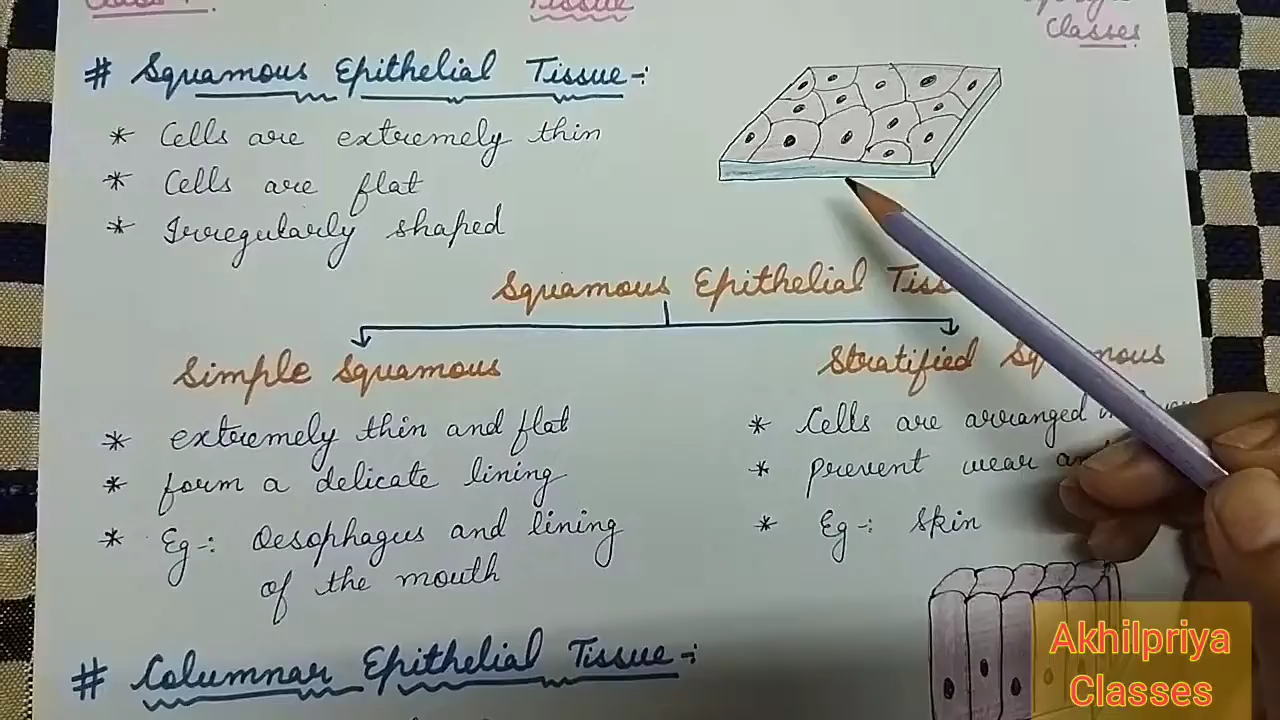 Tissue
Classes
# Squamous Epithelial Tissue -:
* Cells are extremely thin
* Cells are flat
* Irregularly shaped
Squamous Epithelial
Simple Squamous
* extremely thin and flat
* form a delicate lining
* Eg -: Oesophagus and lining
of the mouth
Stratified
* Cells are arranged
* prevent wear
* Eg -: Skin
# Columnar Epithelial Tissue -:
Akhilpriya
Classes